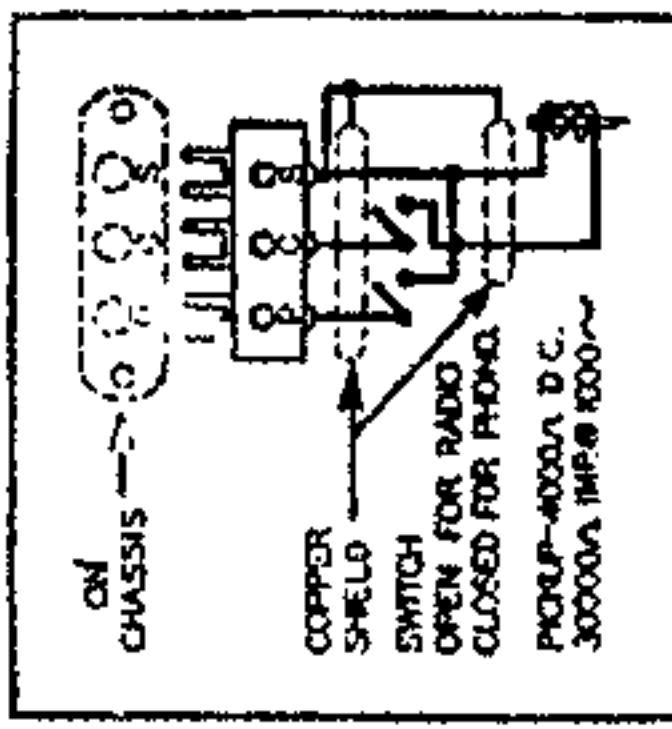 ON
CHASSIS
COPPER
SHIELD
SWITCH
OPEN FOR RADIO
CLOSED FOR PHONO.
PICKUP-4000Ω D.C.
30000Ω IMP.@ 1000~